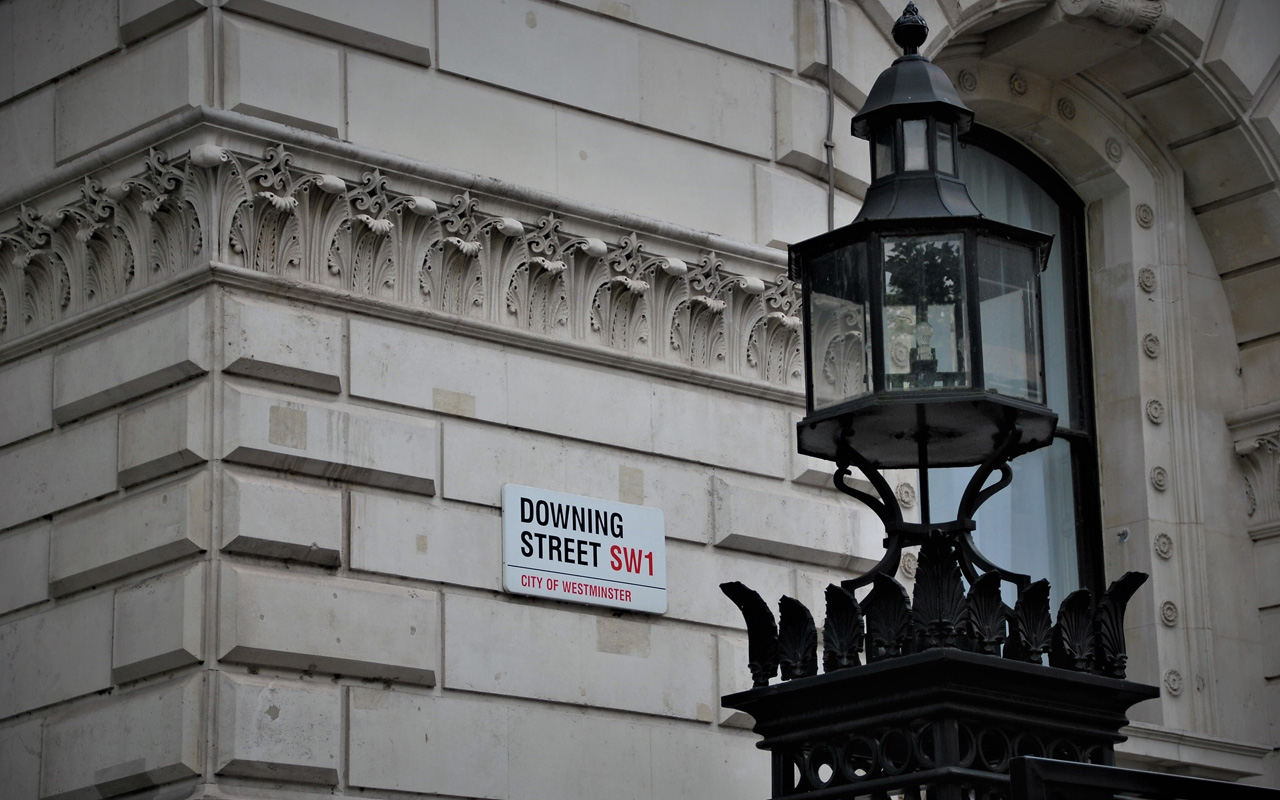 DOWNING
STREET SW1
CITY OF WESTMINSTER